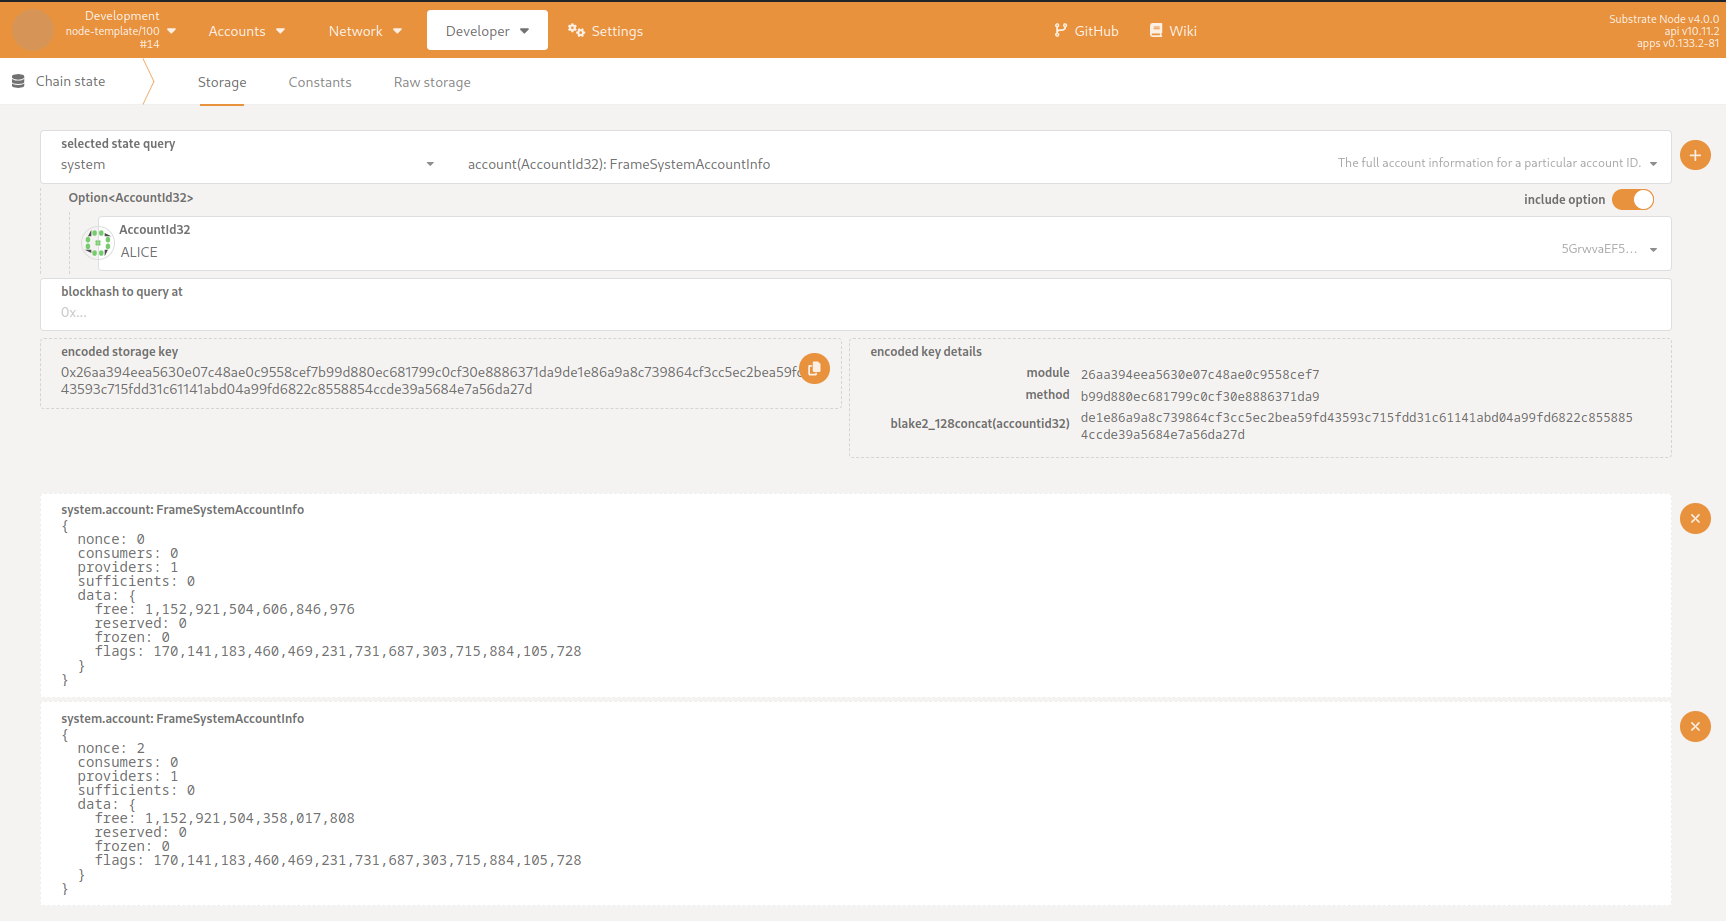 Development
node-template/100
#14
Accounts
Network
Developer
Settings
GitHub
Wiki
Substrate Node v4.0.0
api v10.11.2
apps v0.133.2-81
Chain state
Storage
Constants
Raw storage
selected state query
system
account(AccountId32): FrameSystemAccountInfo
The full account information for a particular account ID.
Option<AccountId32>
include option
AccountId32
ALICE
5GrwvaEF5...
blockhash to query at
0x...
encoded storage key
0x26aa394eea5630e07c48ae0c9558cef7b99d880ec681799c0cf30e8886371da9de1e86a9a8c739864cf3cc5ec2bea59fd
43593c715fdd31c61141abd04a99fd6822c8558854ccde39a5684e7a56da27d
encoded key details
module 26aa394eea5630e07c48ae0c9558cef7
method b99d880ec681799c0cf30e8886371da9
blake2_128concat(accountid32) de1e86a9a8c739864cf3cc5ec2bea59fd43593c715fdd31c61141abd04a99fd6822c855885
4ccde39a5684e7a56da27d
system.account: FrameSystemAccountInfo
{
nonce: 0
consumers: 0
providers: 1
sufficients: 0
data: {
free: 1,152,921,504,606,846,976
reserved: 0
frozen: 0
flags: 170,141,183,460,469,231,731,687,303,715,884,105,728
}
}
system.account: FrameSystemAccountInfo
{
nonce: 2
consumers: 0
providers: 1
sufficients: 0
data: {
free: 1,152,921,504,358,017,808
reserved: 0
frozen: 0
flags: 170,141,183,460,469,231,731,687,303,715,884,105,728
}
}